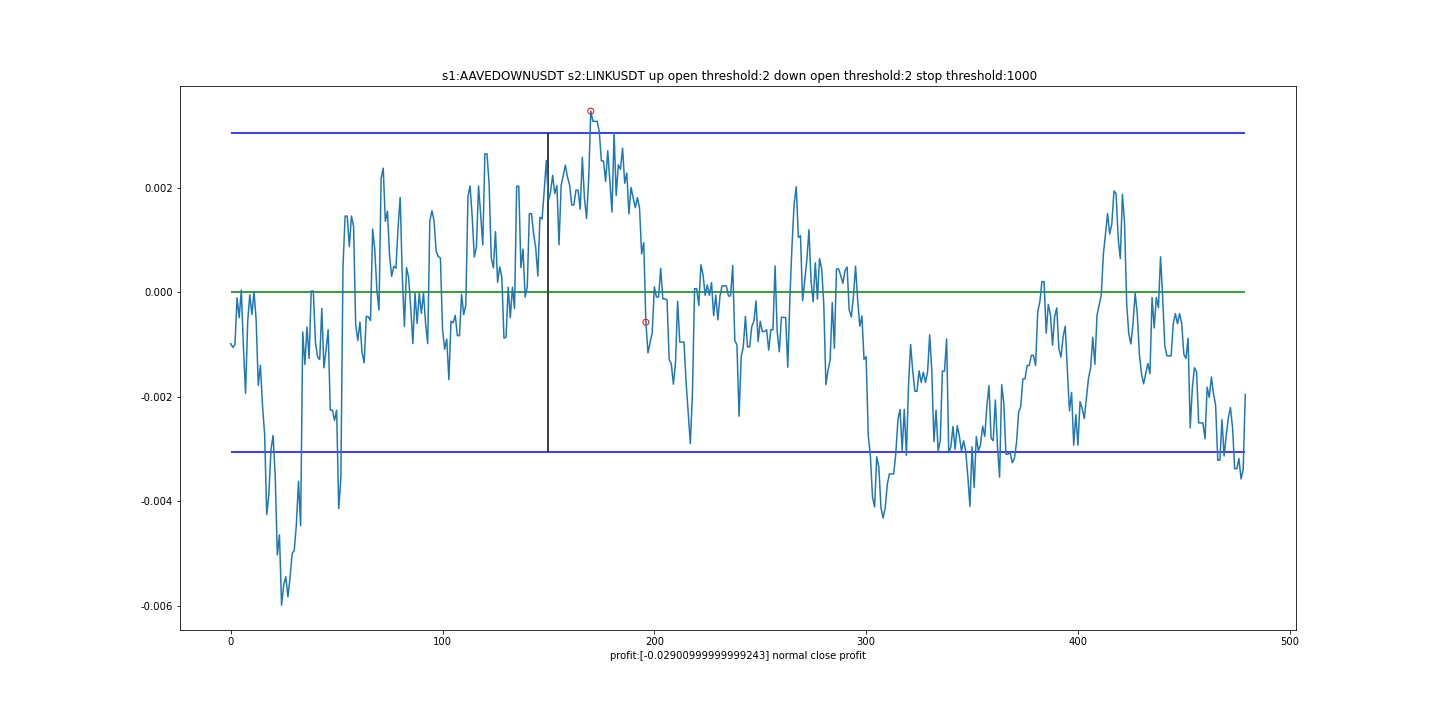 s1:AAVEDOWNUSDT s2:LINKUSDT up open threshold:2 down open threshold:2 stop threshold:1000
0.002
0.000
-0.002
-0.004
-0.006
0 100 200 300 400 500
profit:[-0.02900999999999243] normal close profit